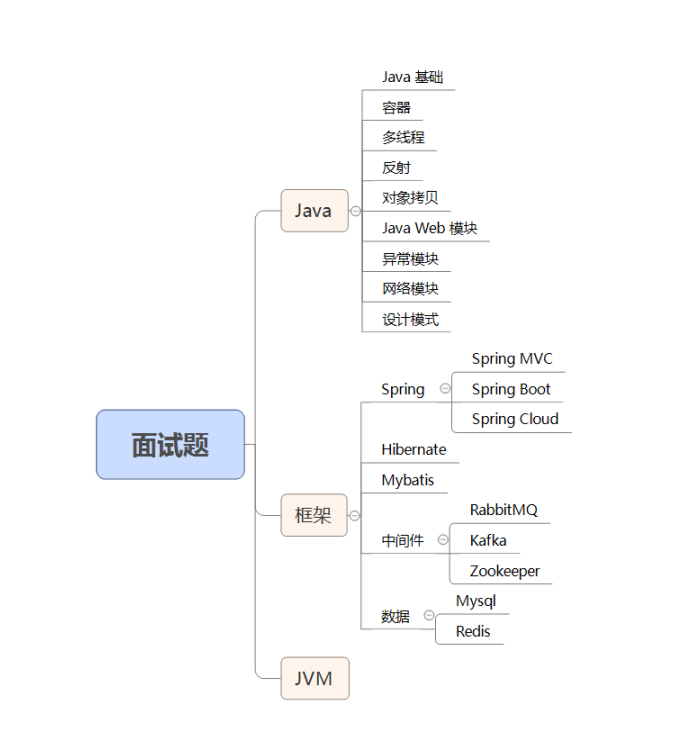 面试题
Java
Java 基础
容器
多线程
反射
对象拷贝
Java Web 模块
异常模块
网络模块
设计模式
框架
Spring
Spring MVC
Spring Boot
Spring Cloud
Hibernate
Mybatis
中间件
RabbitMQ
Kafka
Zookeeper
数据
Mysql
Redis
JVM